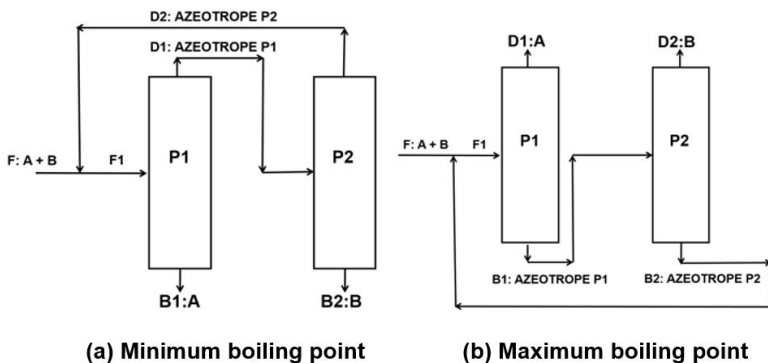 D2: AZEOTROPE P2
D1: AZEOTROPE P1
F: A + B
F1
P1
P2
B1:A
B2:B
(a) Minimum boiling point
D1:A
D2:B
P1
P2
F: A + B
F1
B1: AZEOTROPE P1
B2: AZEOTROPE P2
(b) Maximum boiling point